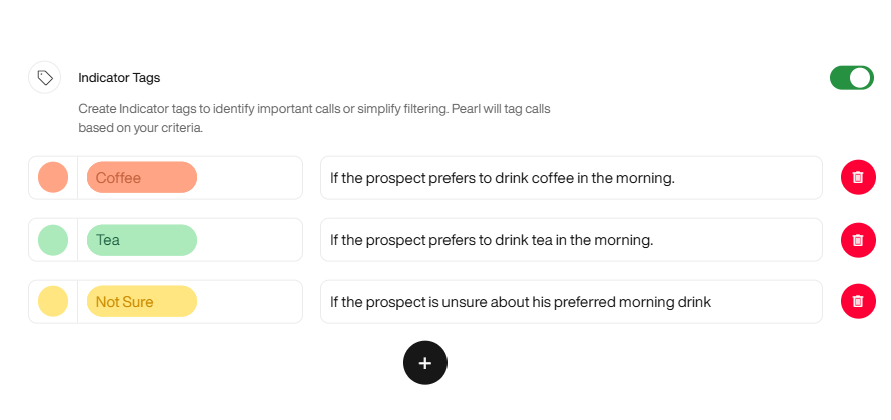 Indicator Tags
Create Indicator tags to identify important calls or simplify filtering. Pearl will tag calls
based on your criteria.
Coffee
If the prospect prefers to drink coffee in the morning.
Tea
If the prospect prefers to drink tea in the morning.
Not Sure
If the prospect is unsure about his preferred morning drink
+